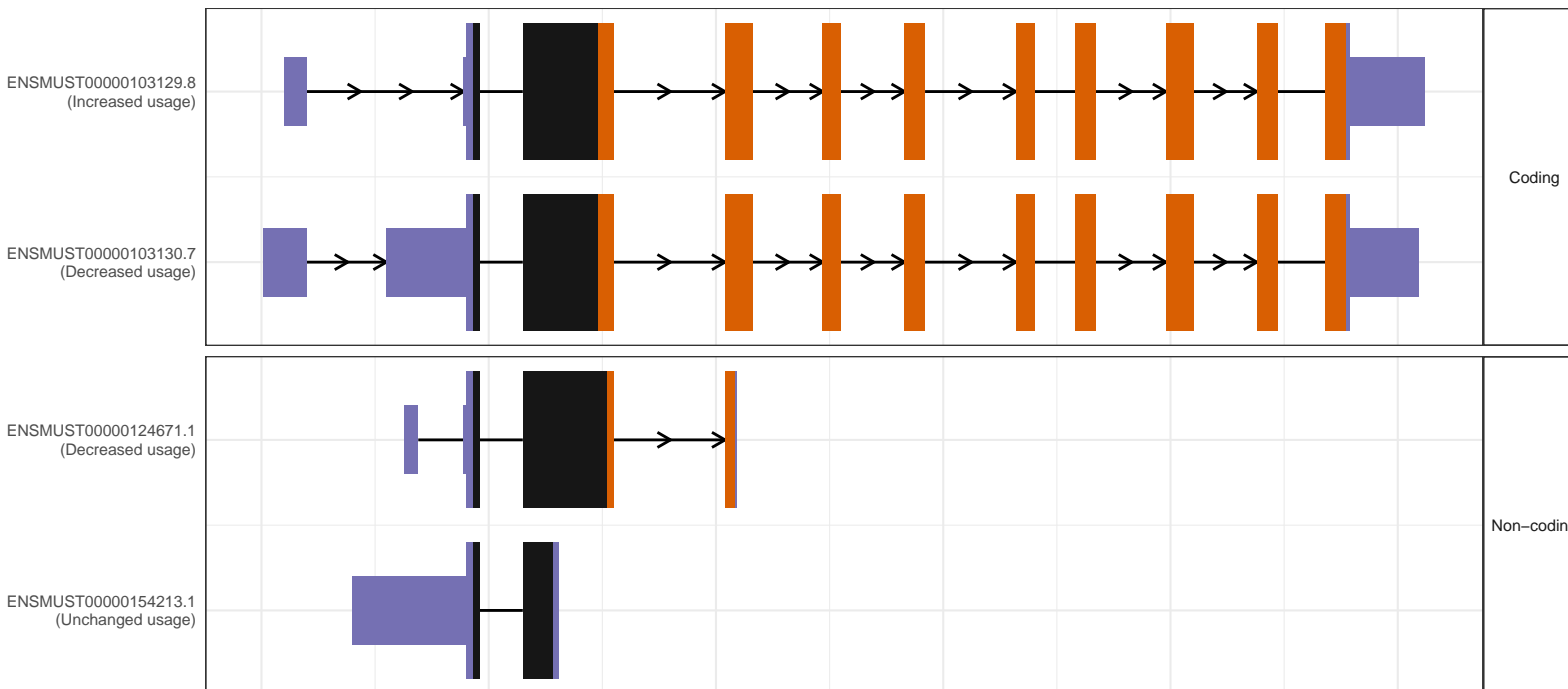 ENSMUST00000103129.8
(Increased usage)
Coding
ENSMUST00000103130.7
(Decreased usage)
ENSMUST00000124671.1
(Decreased usage)
Non−codin
ENSMUST00000154213.1
(Unchanged usage)